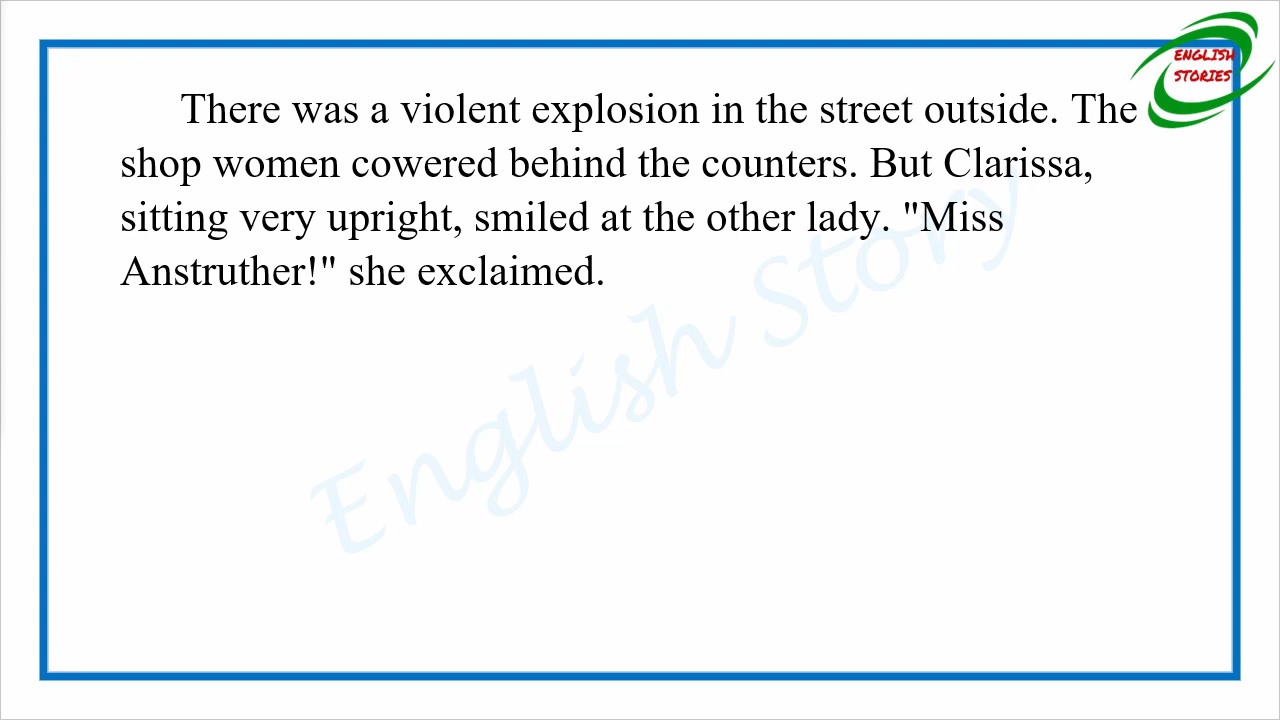 ENGLISH
STORIES
There was a violent explosion in the street outside. The
shop women cowered behind the counters. But Clarissa,
sitting very upright, smiled at the other lady. "Miss
Anstruther!" she exclaimed.
English Story